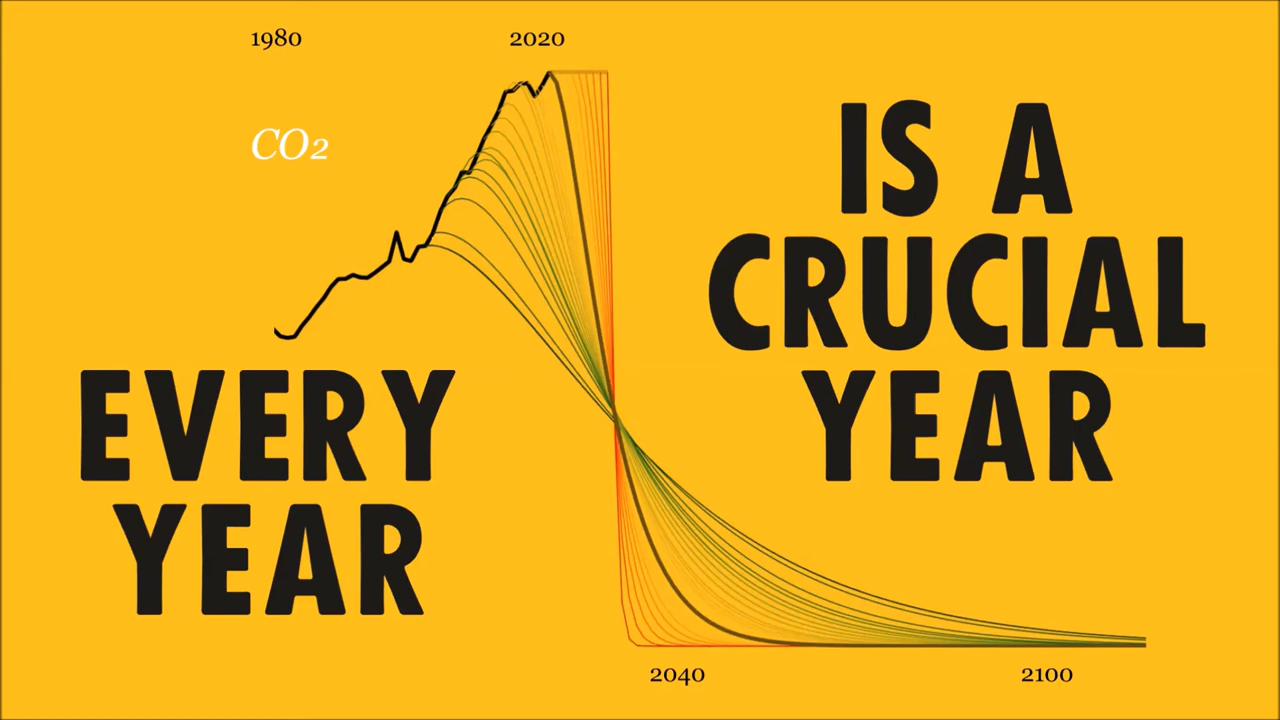 1980
2020
CO2
EVERY
YEAR
IS A
CRUCIAL
YEAR
2040
2100